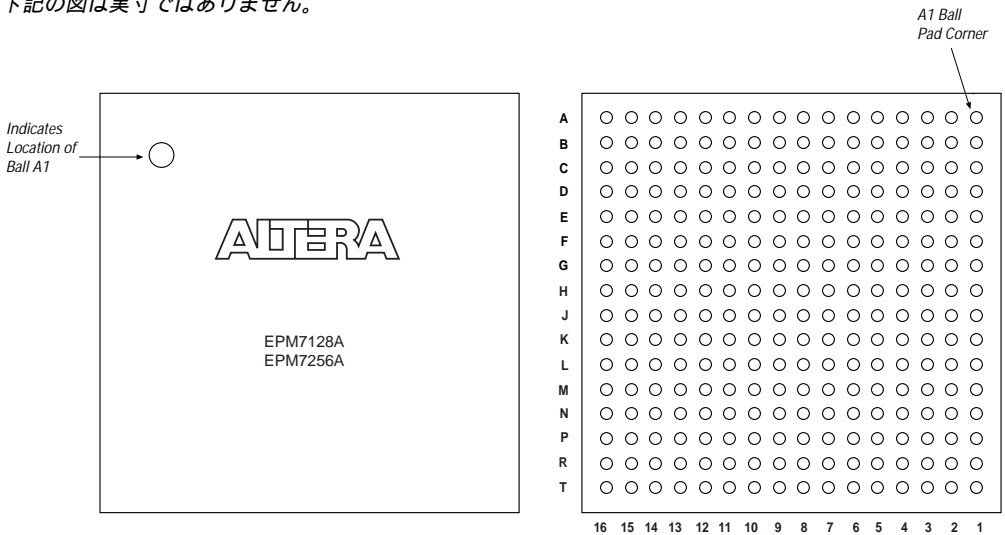 下記の図は実寸ではありません。
A1 Ball
Pad Corner
Indicates
Location of
Ball A1
ALTERA
EPM7128A
EPM7256A
A
B
C
D
E
F
G
H
J
K
L
M
N
P
R
T
16 15 14 13 12 11 10 9 8 7 6 5 4 3 2 1